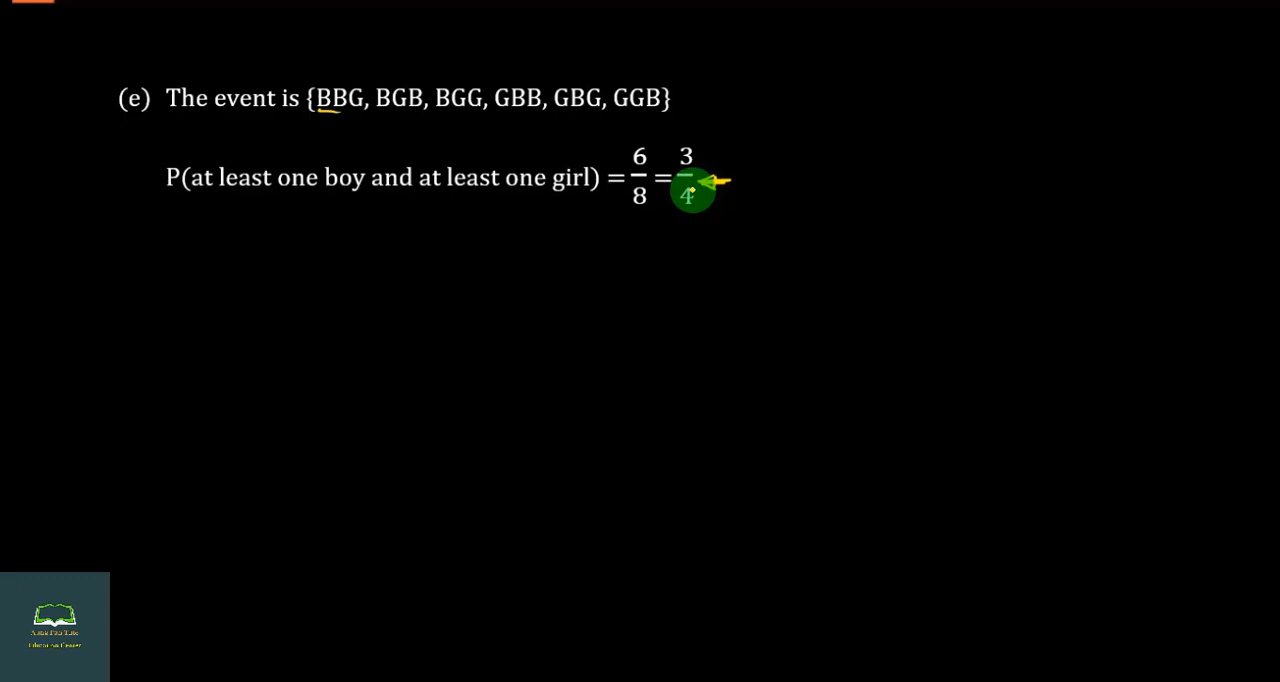 (e) The event is {BBG, BGB, BGG, GBB, GBG, GGB}
P(at least one boy and at least one girl) = 6/8 = 3/4